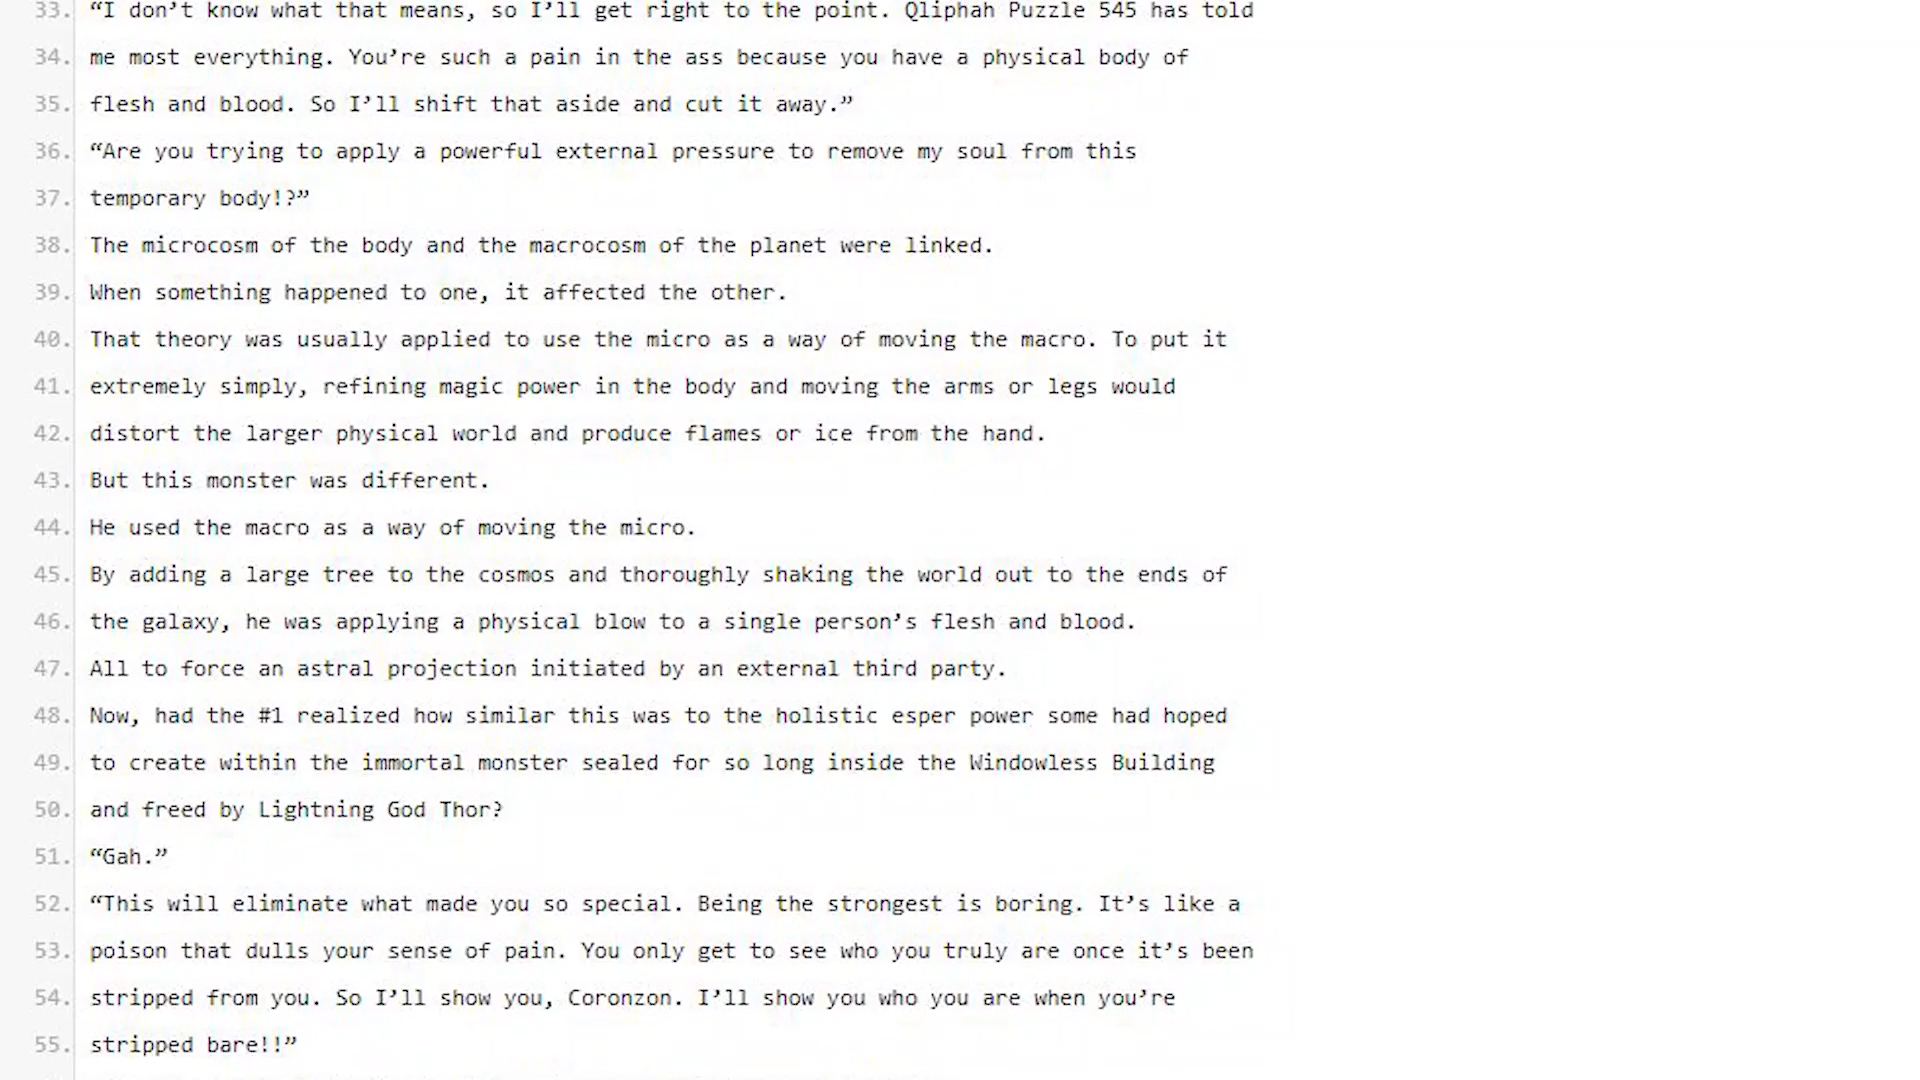 33. “I don’t know what that means, so I’ll get right to the point. Qliphah Puzzle 545 has told
34. me most everything. You’re such a pain in the ass because you have a physical body of
35. flesh and blood. So I’ll shift that aside and cut it away.”
36. “Are you trying to apply a powerful external pressure to remove my soul from this
37. temporary body!?”
38. The microcosm of the body and the macrocosm of the planet were linked.
39. When something happened to one, it affected the other.
40. That theory was usually applied to use the micro as a way of moving the macro. To put it
41. extremely simply, refining magic power in the body and moving the arms or legs would
42. distort the larger physical world and produce flames or ice from the hand.
43. But this monster was different.
44. He used the macro as a way of moving the micro.
45. By adding a large tree to the cosmos and thoroughly shaking the world out to the ends of
46. the galaxy, he was applying a physical blow to a single person’s flesh and blood.
47. All to force an astral projection initiated by an external third party.
48. Now, had the #1 realized how similar this was to the holistic esper power some had hoped
49. to create within the immortal monster sealed for so long inside the Windowless Building
50. and freed by Lightning God Thor?
51. “Gah.”
52. “This will eliminate what made you so special. Being the strongest is boring. It’s like a
53. poison that dulls your sense of pain. You only get to see who you truly are once it’s been
54. stripped from you. So I’ll show you, Coronzon. I’ll show you who you are when you’re
55. stripped bare!!”